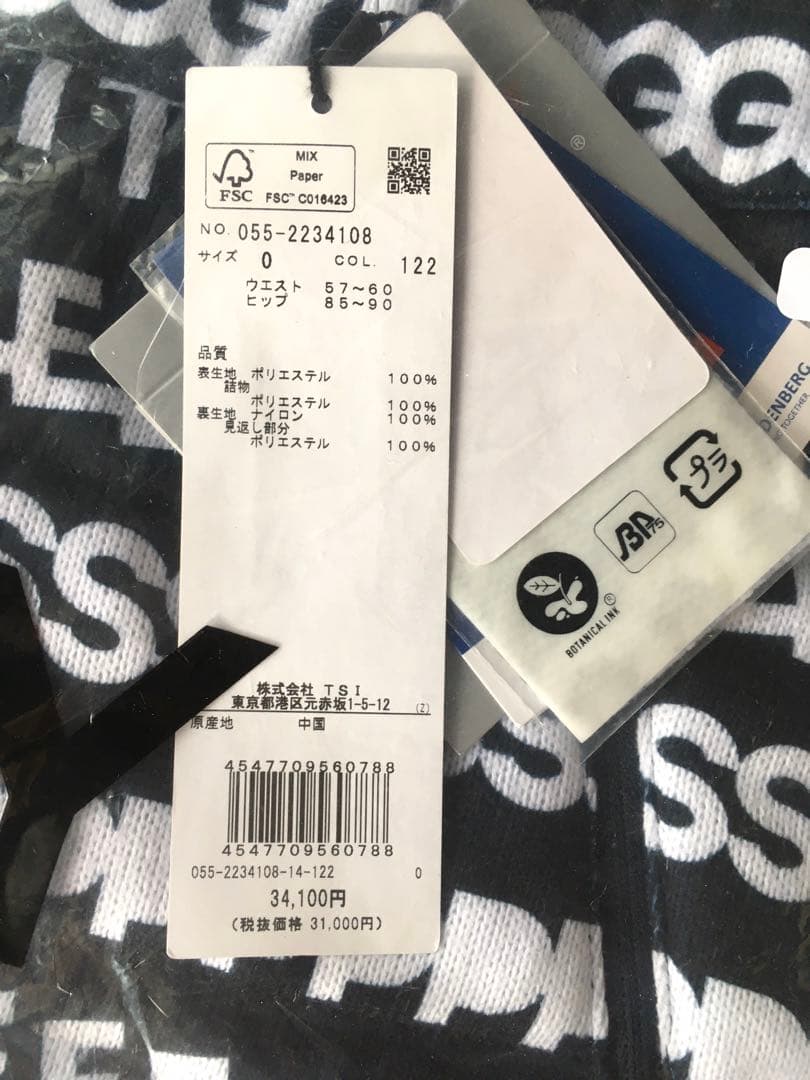 MIX
Paper
FSC
FSC™ C016423
NO. 055-2234108
サイズ 0 COL. 122
ウエスト 57～60
ヒップ 85～90
品質
表生地 ポリエステル 100%
詰物
ポリエステル 100%
裏生地 ナイロン 100%
見返し部分
ポリエステル 100%
株式会社 TSI
東京都港区元赤坂1-5-12 (Z)
原産地 中国
4547709560788
4547709560788
055-2234108-14-122 0
34,100円
(税抜価格 31,000円)
®
DENBERG
TOGETHER
プラ
BP75
BOTANICAL INK®